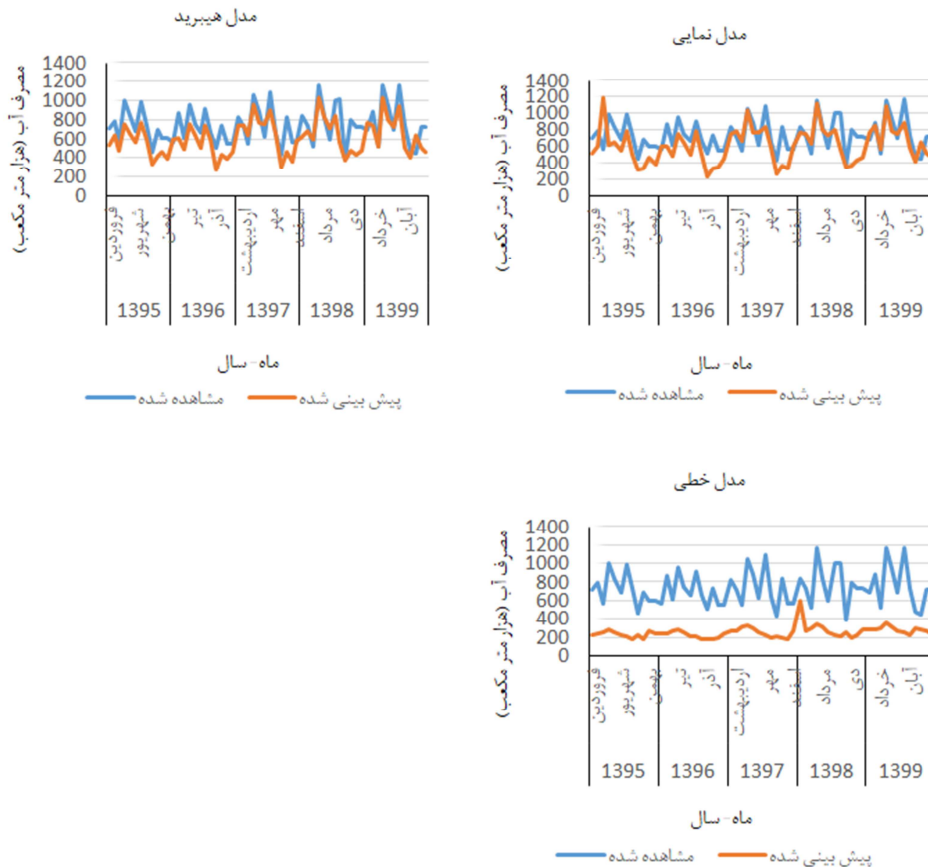 مدل هیبرید
مصرف آب (هزار متر مکعب)
1400
1200
1000
800
600
400
200
0
فروردین
شهریور
بهمن
تیر
آذر
اردیبهشت
مهر
اسفند
مرداد
دی
خرداد
آبان
1395
1396
1397
1398
1399
ماه- سال
مشاهده شده
پیش بینی شده
مدل نمایی
مصرف آب (هزار متر مکعب)
1400
1200
1000
800
600
400
200
0
فروردین
شهریور
بهمن
تیر
آذر
اردیبهشت
مهر
اسفند
مرداد
دی
خرداد
آبان
1395
1396
1397
1398
1399
ماه- سال
مشاهده شده
پیش بینی شده
مدل خطی
مصرف آب (هزار متر مکعب)
1400
1200
1000
800
600
400
200
0
فروردین
شهریور
بهمن
تیر
آذر
اردیبهشت
مهر
اسفند
مرداد
دی
خرداد
آبان
1395
1396
1397
1398
1399
ماه- سال
مشاهده شده
پیش بینی شده